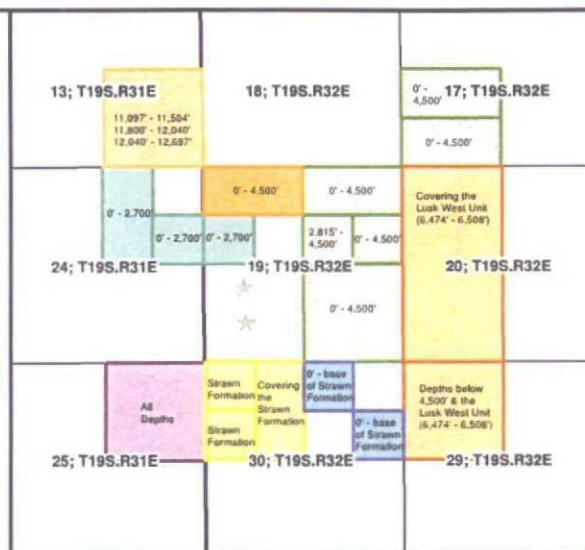 13; T19S.R31E
18; T19S.R32E
17; T19S.R32E
0' -
4,500'
11,097' - 11,504'
11,800' - 12,040'
12,040' - 12,697'
0' - 4,500'
0' - 2,700'
0' - 4,500'
0' - 4,500'
Covering the
Lusk West Unit
(6,474' - 6,508')
0' - 2,700'
0' - 2,700'
2,815' -
4,500'
0' - 4,500'
24; T19S.R31E
19; T19S.R32E
20; T19S.R32E
0' - 4,500'
All
Depths
Strawn
Formation
Covering
the
Strawn
Formation
0' - base
of Strawn
Formation
Depths below
4,500' & the
Lusk West Unit
(6,474' - 6,508')
Strawn
Formation
0' - base
of Strawn
Formation
25; T19S.R31E
30; T19S.R32E
29; T19S.R32E